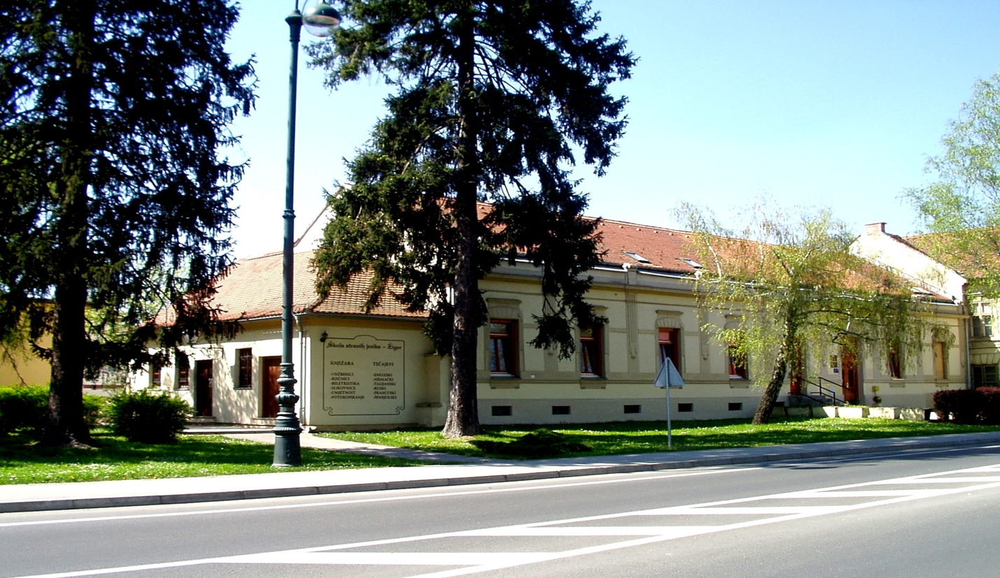 Škola stranih jezika - Žiger
KNJIŽARA TEČAJEVI
-UDŽBENICI -ENGLESKI
-RJEČNICI -NJEMAČKI
-BELETRISTIKA -TALIJANSKI
-SLIKOVNICE -RUSKI
-UMJETNOST -FRANCUSKI
-FOTOKOPIRANJE -ŠPANJOLSKI